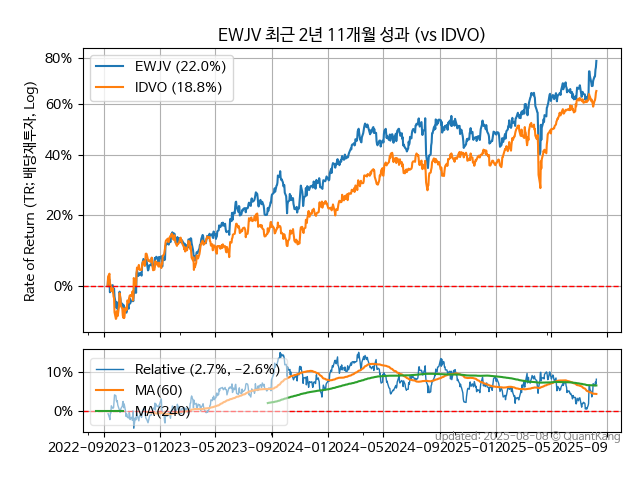 EWJV 최근 2년 11개월 성과 (vs IDVO)
EWJV (22.0%)
IDVO (18.8%)
Rate of Return (TR: 배당재투자, Log)
80%
60%
40%
20%
0%
Relative (2.7%, −2.6%)
MA(60)
MA(240)
10%
0%
2022−09
2023−01
2023−05
2023−09
2024−01
2024−05
2024−09
2025−01
2025−05
2025−09
updated: 2025−08−08 © QuantKang